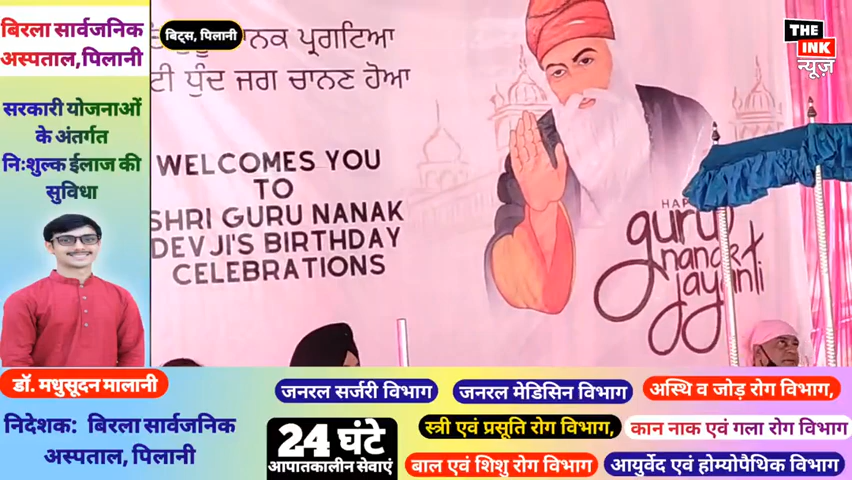 बिरला सार्वजनिक
अस्पताल,पिलानी
सरकारी योजनाओं
के अंतर्गत
निःशुल्क ईलाज की
सुविधा
डॉ. मधुसूदन मालानी
निदेशक: बिरला सार्वजनिक
अस्पताल, पिलानी
बिट्स, पिलानी
THE
INK
न्यूज़
ਨਾਨਕ ਪ੍ਰਗਟਿਆ
ਧੁੰਦ ਜਗ ਚਾਨਣ ਹੋਆ
WELCOMES YOU
TO
SHRI GURU NANAK
DEV JI'S BIRTHDAY
CELEBRATIONS
guru
nanak
jayanti
जनरल सर्जरी विभाग
जनरल मेडिसिन विभाग
अस्थि व जोड़ रोग विभाग,
24 घंटे
आपातकालीन सेवाएं
स्त्री एवं प्रसूति रोग विभाग,
कान नाक एवं गला रोग विभाग
बाल एवं शिशु रोग विभाग
आयुर्वेद एवं होम्योपैथिक विभाग